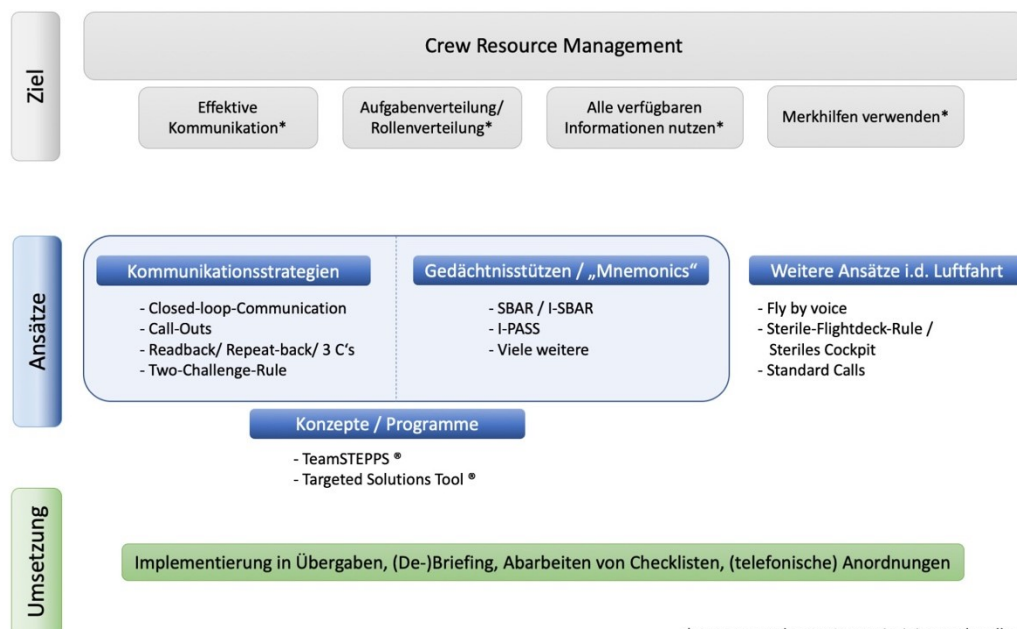 Ziel
Crew Resource Management
Effektive
Kommunikation*
Aufgabenverteilung/
Rollenverteilung*
Alle verfügbaren
Informationen nutzen*
Merkhilfen verwenden*
Ansätze
Kommunikationsstrategien
- Closed-loop-Communication
- Call-Outs
- Readback/ Repeat-back/ 3 C‘s
- Two-Challenge-Rule
Gedächtnisstützen / „Mnemonics“
- SBAR / I-SBAR
- I-PASS
- Viele weitere
Weitere Ansätze i.d. Luftfahrt
- Fly by voice
- Sterile-Flightdeck-Rule /
Steriles Cockpit
- Standard Calls
Konzepte / Programme
- TeamSTEPPS ®
- Targeted Solutions Tool ®
Umsetzung
Implementierung in Übergaben, (De-)Briefing, Abarbeiten von Checklisten, (telefonische) Anordnungen